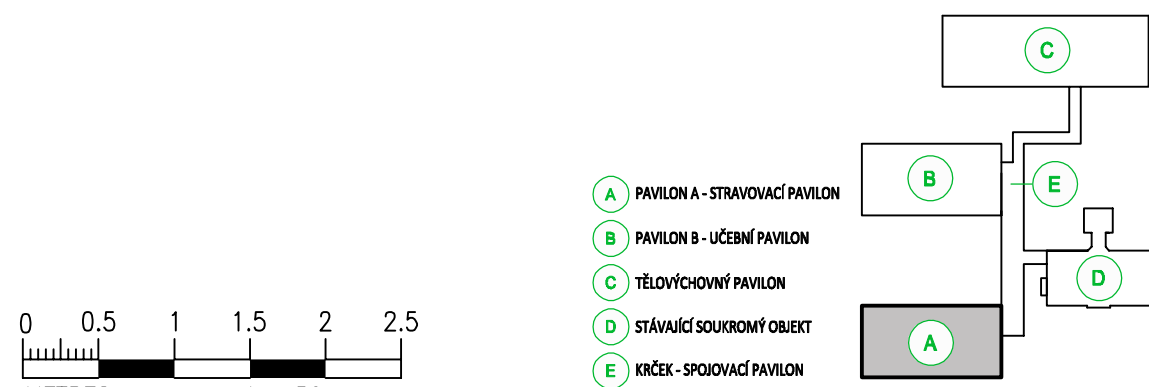 C
B
E
A PAVILON A - STRAVOVACÍ PAVILON
B PAVILON B - UČEBNÍ PAVILON
C TĚLOVÝCHOVNÝ PAVILON
D
D STÁVAJÍCÍ SOUKROMÝ OBJEKT
A
E KRČEK - SPOJOVACÍ PAVILON
0 0.5 1 1.5 2 2.5